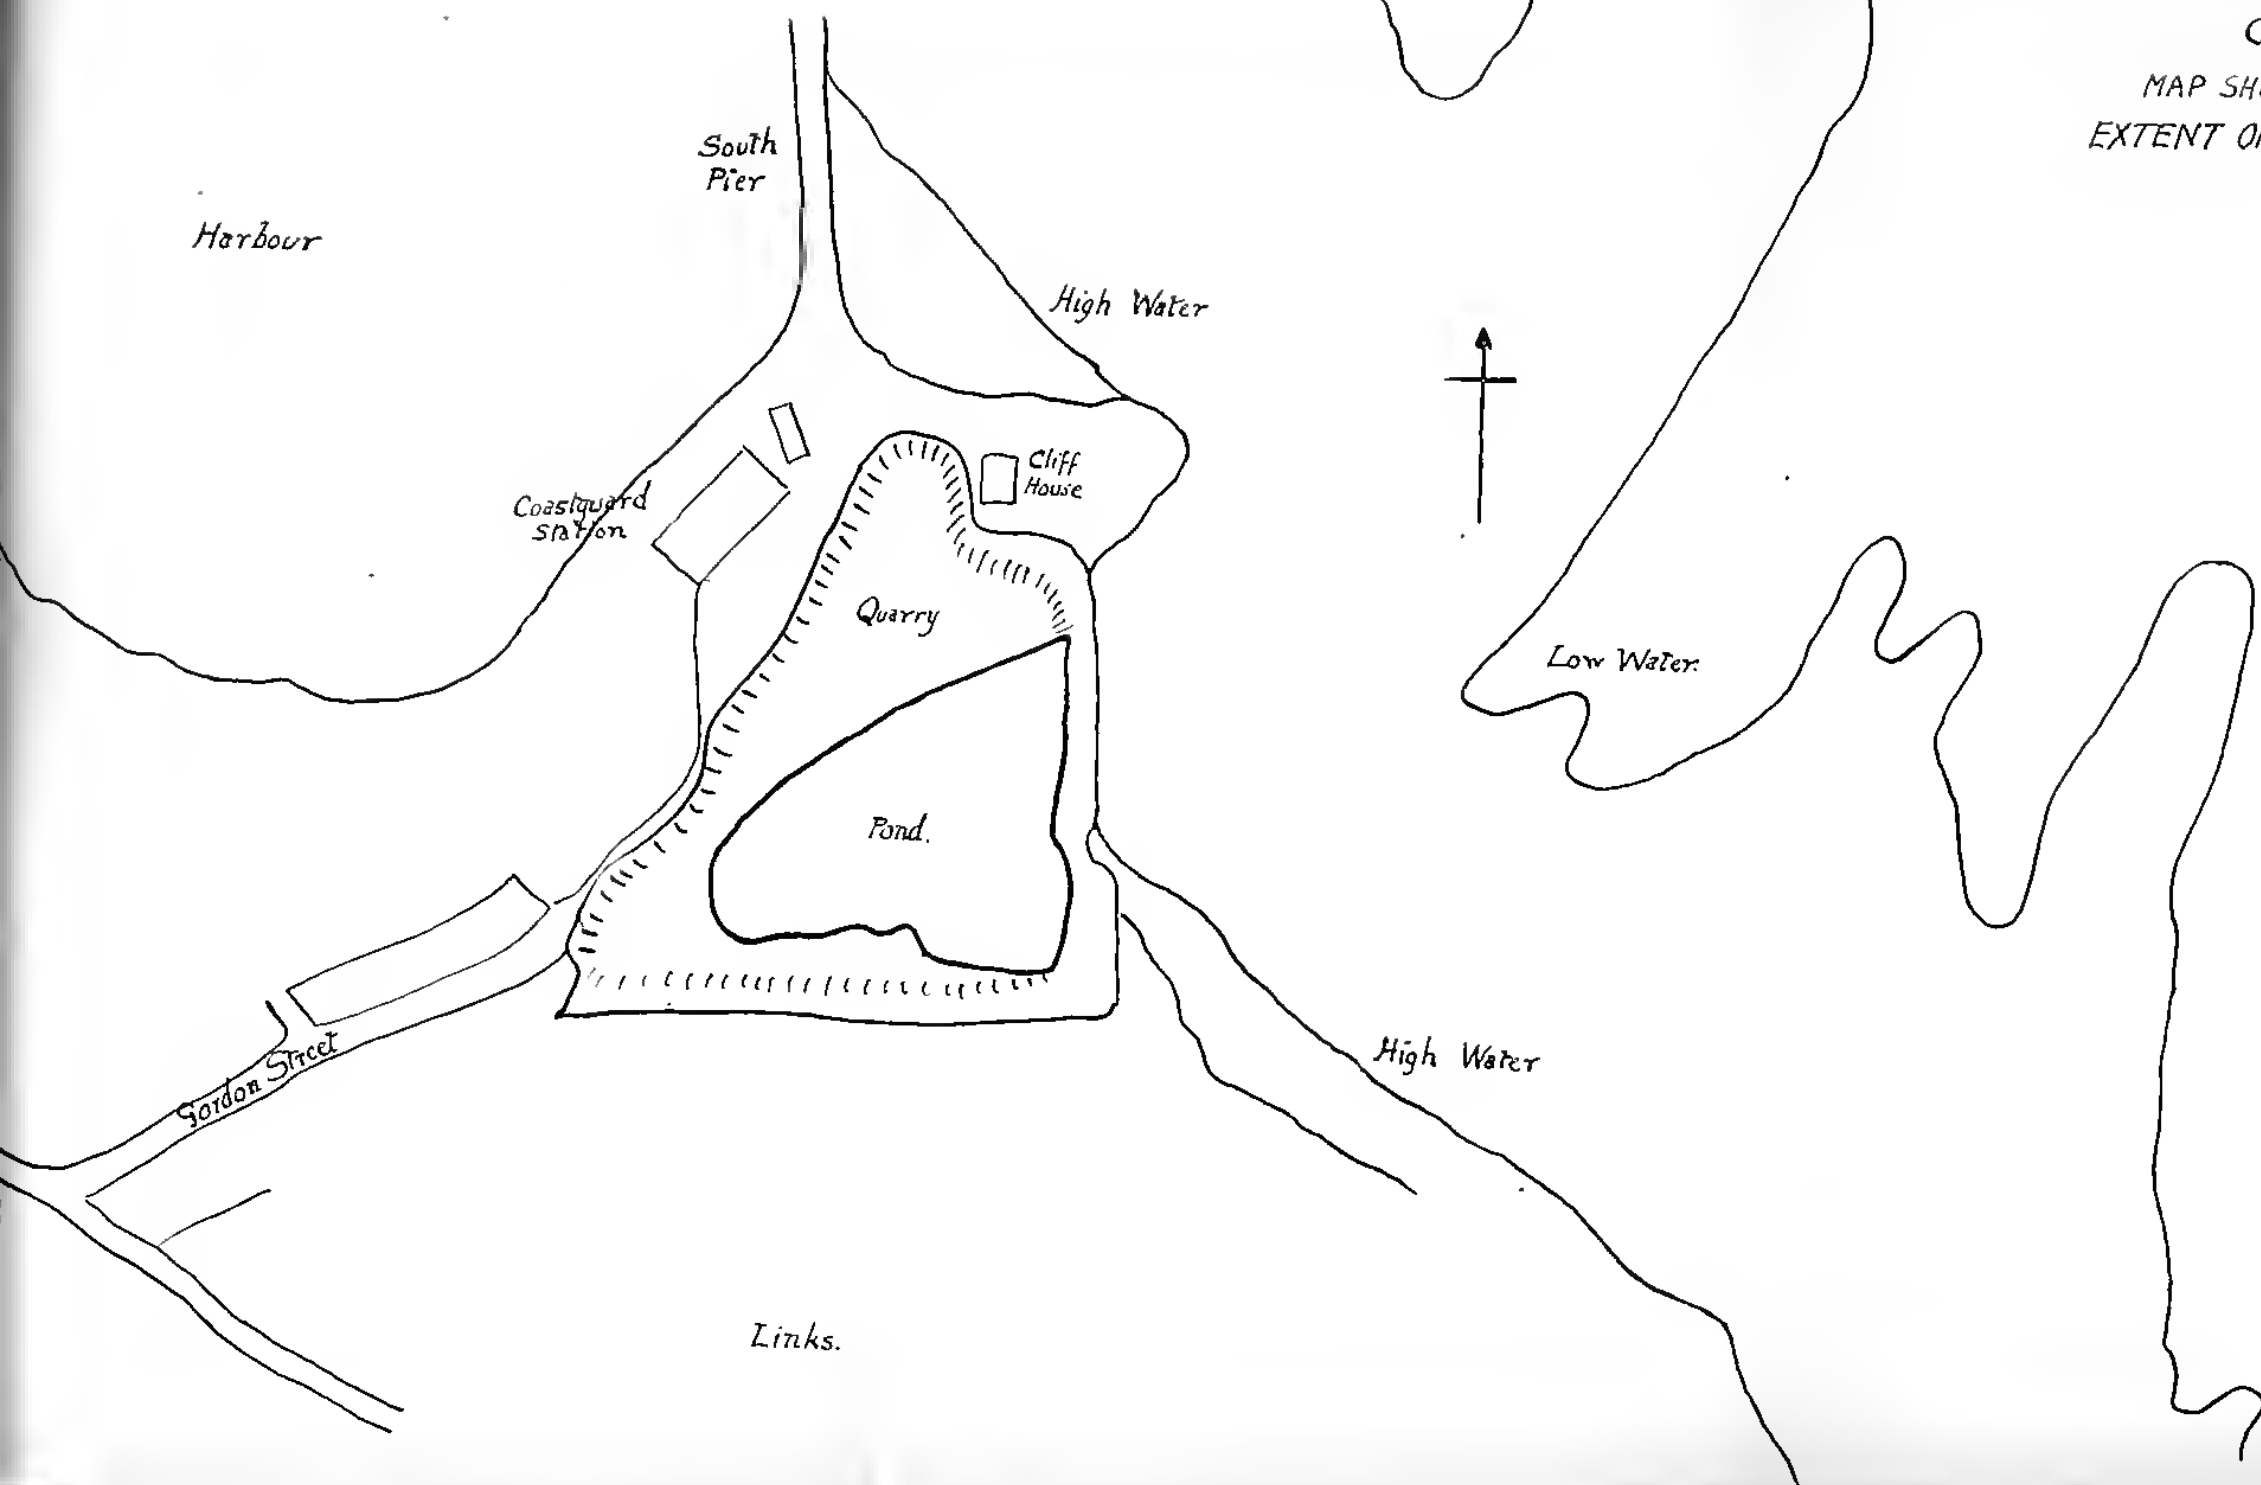 MAP
EXTENT
South
Pier
Harbour
High Water
Cliff
House
Coastguard
Station
Quarry
Low Water.
Pond.
High Water
Gordon Street
Links.